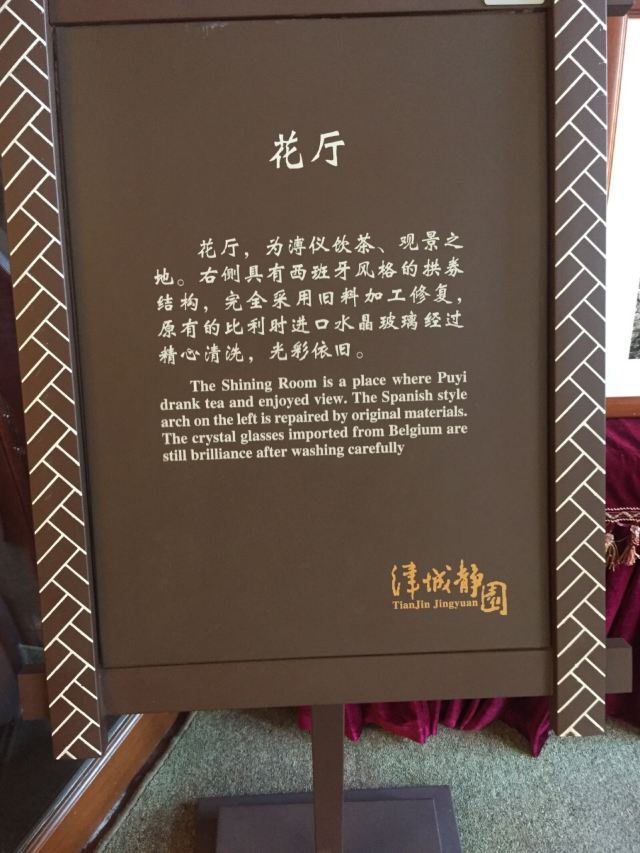 花厅
花厅，为溥仪饮茶、观景之
地。右侧具有西班牙风格的拱券
结构，完全采用旧料加工修复，
原有的比利时进口水晶玻璃经过
精心清洗，光彩依旧。
The Shining Room is a place where Puyi
drank tea and enjoyed view. The Spanish style
arch on the left is repaired by original materials.
The crystal glasses imported from Belgium are
still brilliance after washing carefully
津城静園
TianJin Jingyuan